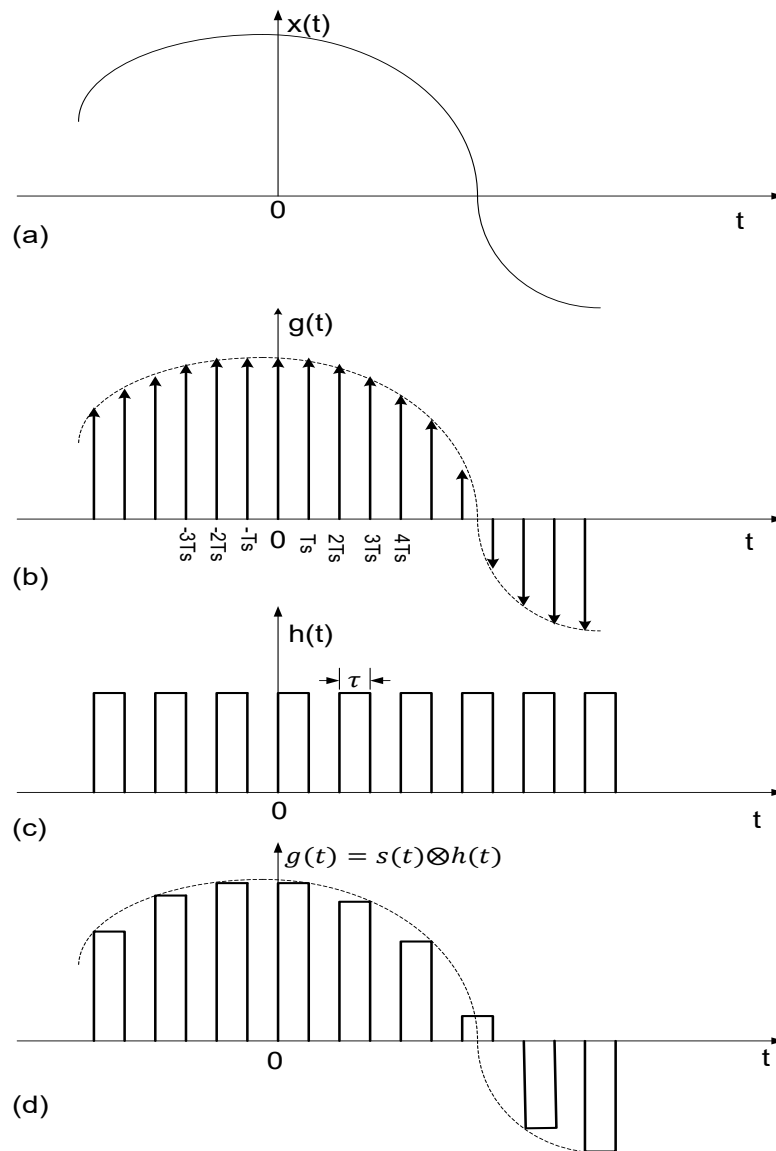 x(t)
0
t
(a)
g(t)
-3Ts -2Ts -Ts 0 Ts 2Ts 3Ts 4Ts
t
(b)
h(t)
τ
0
t
(c)
g(t) = s(t)⊗h(t)
0
t
(d)